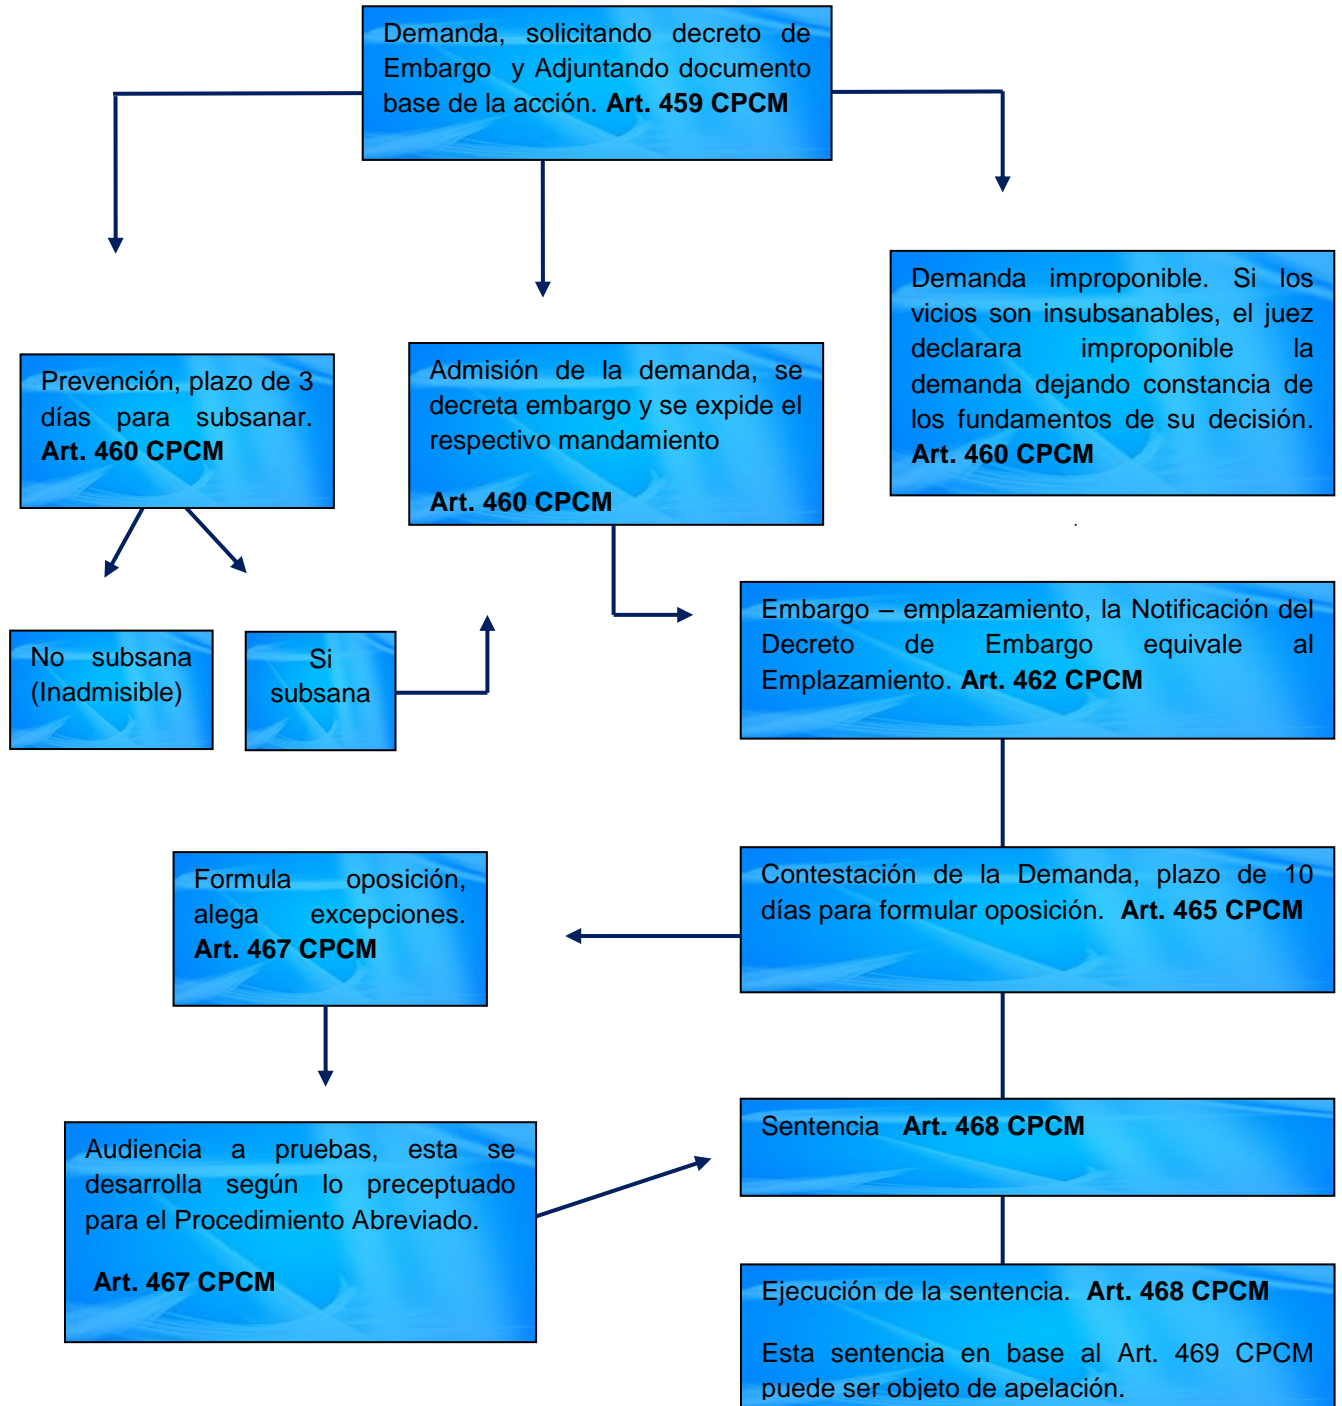 Demanda, solicitando decreto de
Embargo y Adjuntando documento
base de la acción. Art. 459 CPCM
Demanda improponible. Si los
vicios son insubsanables, el juez
declarara improponible la
demanda dejando constancia de
los fundamentos de su decisión.
Art. 460 CPCM
Prevención, plazo de 3
días para subsanar.
Art. 460 CPCM
Admisión de la demanda, se
decreta embargo y se expide el
respectivo mandamiento
Art. 460 CPCM
No subsana
(Inadmisible)
Si
subsana
Embargo – emplazamiento, la Notificación del
Decreto de Embargo equivale al
Emplazamiento. Art. 462 CPCM
Formula oposición,
alega excepciones.
Art. 467 CPCM
Contestación de la Demanda, plazo de 10
días para formular oposición. Art. 465 CPCM
Audiencia a pruebas, esta se
desarrolla según lo preceptuado
para el Procedimiento Abreviado.
Art. 467 CPCM
Sentencia Art. 468 CPCM
Ejecución de la sentencia. Art. 468 CPCM
Esta sentencia en base al Art. 469 CPCM
puede ser objeto de apelación.